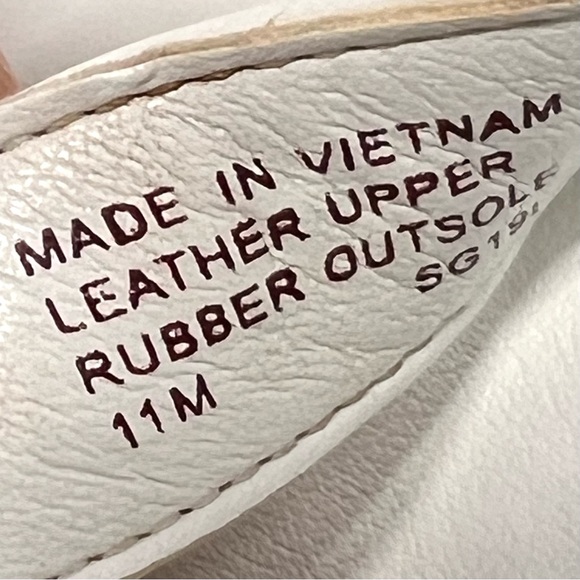 MADE IN VIETNAM
LEATHER UPPER
RUBBER OUTSOLE
11M